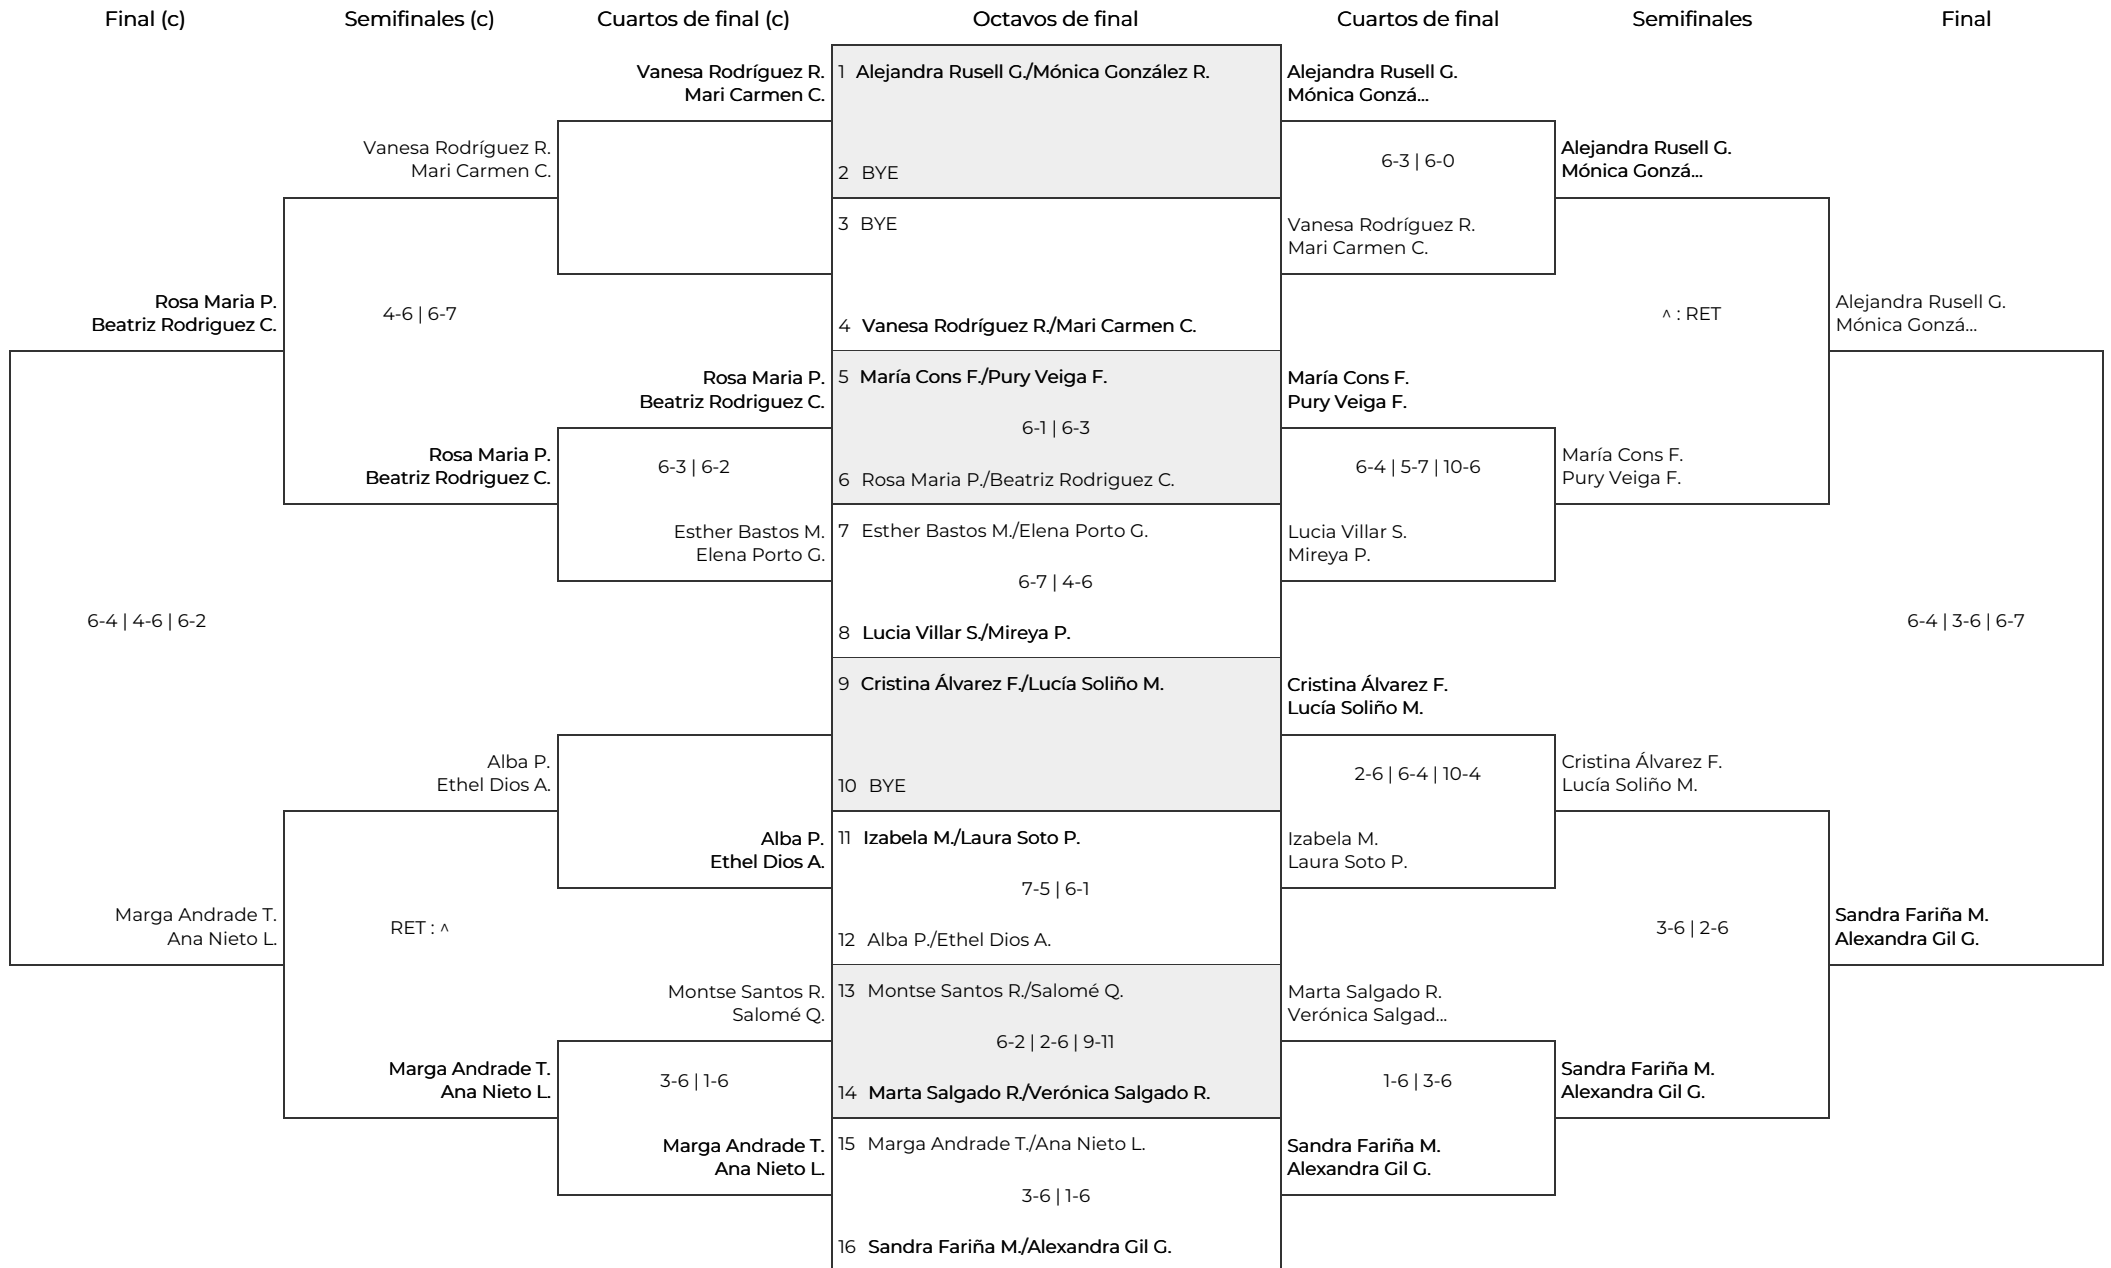 Final (c)
Semifinales (c)
Cuartos de final (c)
Octavos de final
Cuartos de final
Semifinales
Final
Rosa Maria P.
Beatriz Rodriguez C.
6-4 | 4-6 | 6-2
Marga Andrade T.
Ana Nieto L.
Vanesa Rodríguez R.
Mari Carmen C.
4-6 | 6-7
Rosa Maria P.
Beatriz Rodriguez C.
Alba P.
Ethel Dios A.
RET : ^
Marga Andrade T.
Ana Nieto L.
Vanesa Rodríguez R.
Mari Carmen C.
Rosa Maria P.
Beatriz Rodriguez C.
6-3 | 6-2
Esther Bastos M.
Elena Porto G.
Alba P.
Ethel Dios A.
Montse Santos R.
Salomé Q.
3-6 | 1-6
Marga Andrade T.
Ana Nieto L.
1 Alejandra Rusell G./Mónica González R.
2 BYE
3 BYE
4 Vanesa Rodríguez R./Mari Carmen C.
5 María Cons F./Pury Veiga F.
6-1 | 6-3
6 Rosa Maria P./Beatriz Rodriguez C.
7 Esther Bastos M./Elena Porto G.
6-7 | 4-6
8 Lucia Villar S./Mireya P.
9 Cristina Álvarez F./Lucía Soliño M.
10 BYE
11 Izabela M./Laura Soto P.
7-5 | 6-1
12 Alba P./Ethel Dios A.
13 Montse Santos R./Salomé Q.
6-2 | 2-6 | 9-11
14 Marta Salgado R./Verónica Salgado R.
15 Marga Andrade T./Ana Nieto L.
3-6 | 1-6
16 Sandra Fariña M./Alexandra Gil G.
Alejandra Rusell G.
Mónica Gonzá...
6-3 | 6-0
Vanesa Rodríguez R.
Mari Carmen C.
María Cons F.
Pury Veiga F.
6-4 | 5-7 | 10-6
Lucia Villar S.
Mireya P.
Cristina Álvarez F.
Lucía Soliño M.
2-6 | 6-4 | 10-4
Izabela M.
Laura Soto P.
Marta Salgado R.
Verónica Salgad...
1-6 | 3-6
Sandra Fariña M.
Alexandra Gil G.
Alejandra Rusell G.
Mónica Gonzá...
^ : RET
María Cons F.
Pury Veiga F.
Cristina Álvarez F.
Lucía Soliño M.
3-6 | 2-6
Sandra Fariña M.
Alexandra Gil G.
Alejandra Rusell G.
Mónica Gonzá...
6-4 | 3-6 | 6-7
Sandra Fariña M.
Alexandra Gil G.